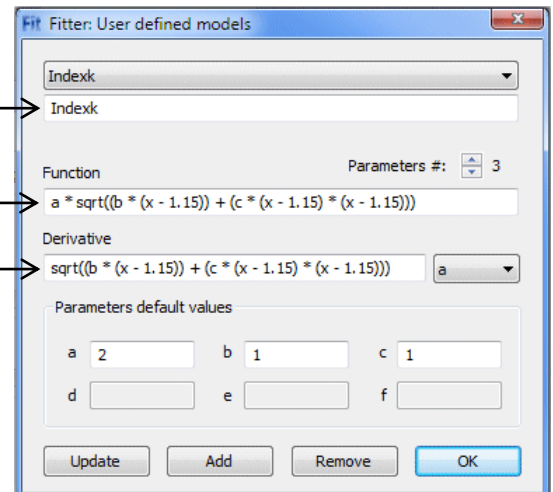 Fit Fitter: User defined models
Indexk
Indexk
Function Parameters #: 3
a * sqrt((b * (x - 1.15)) + (c * (x - 1.15) * (x - 1.15)))
Derivative
sqrt((b * (x - 1.15)) + (c * (x - 1.15) * (x - 1.15))) a
Parameters default values
a 2 b 1 c 1
d e f
Update Add Remove OK